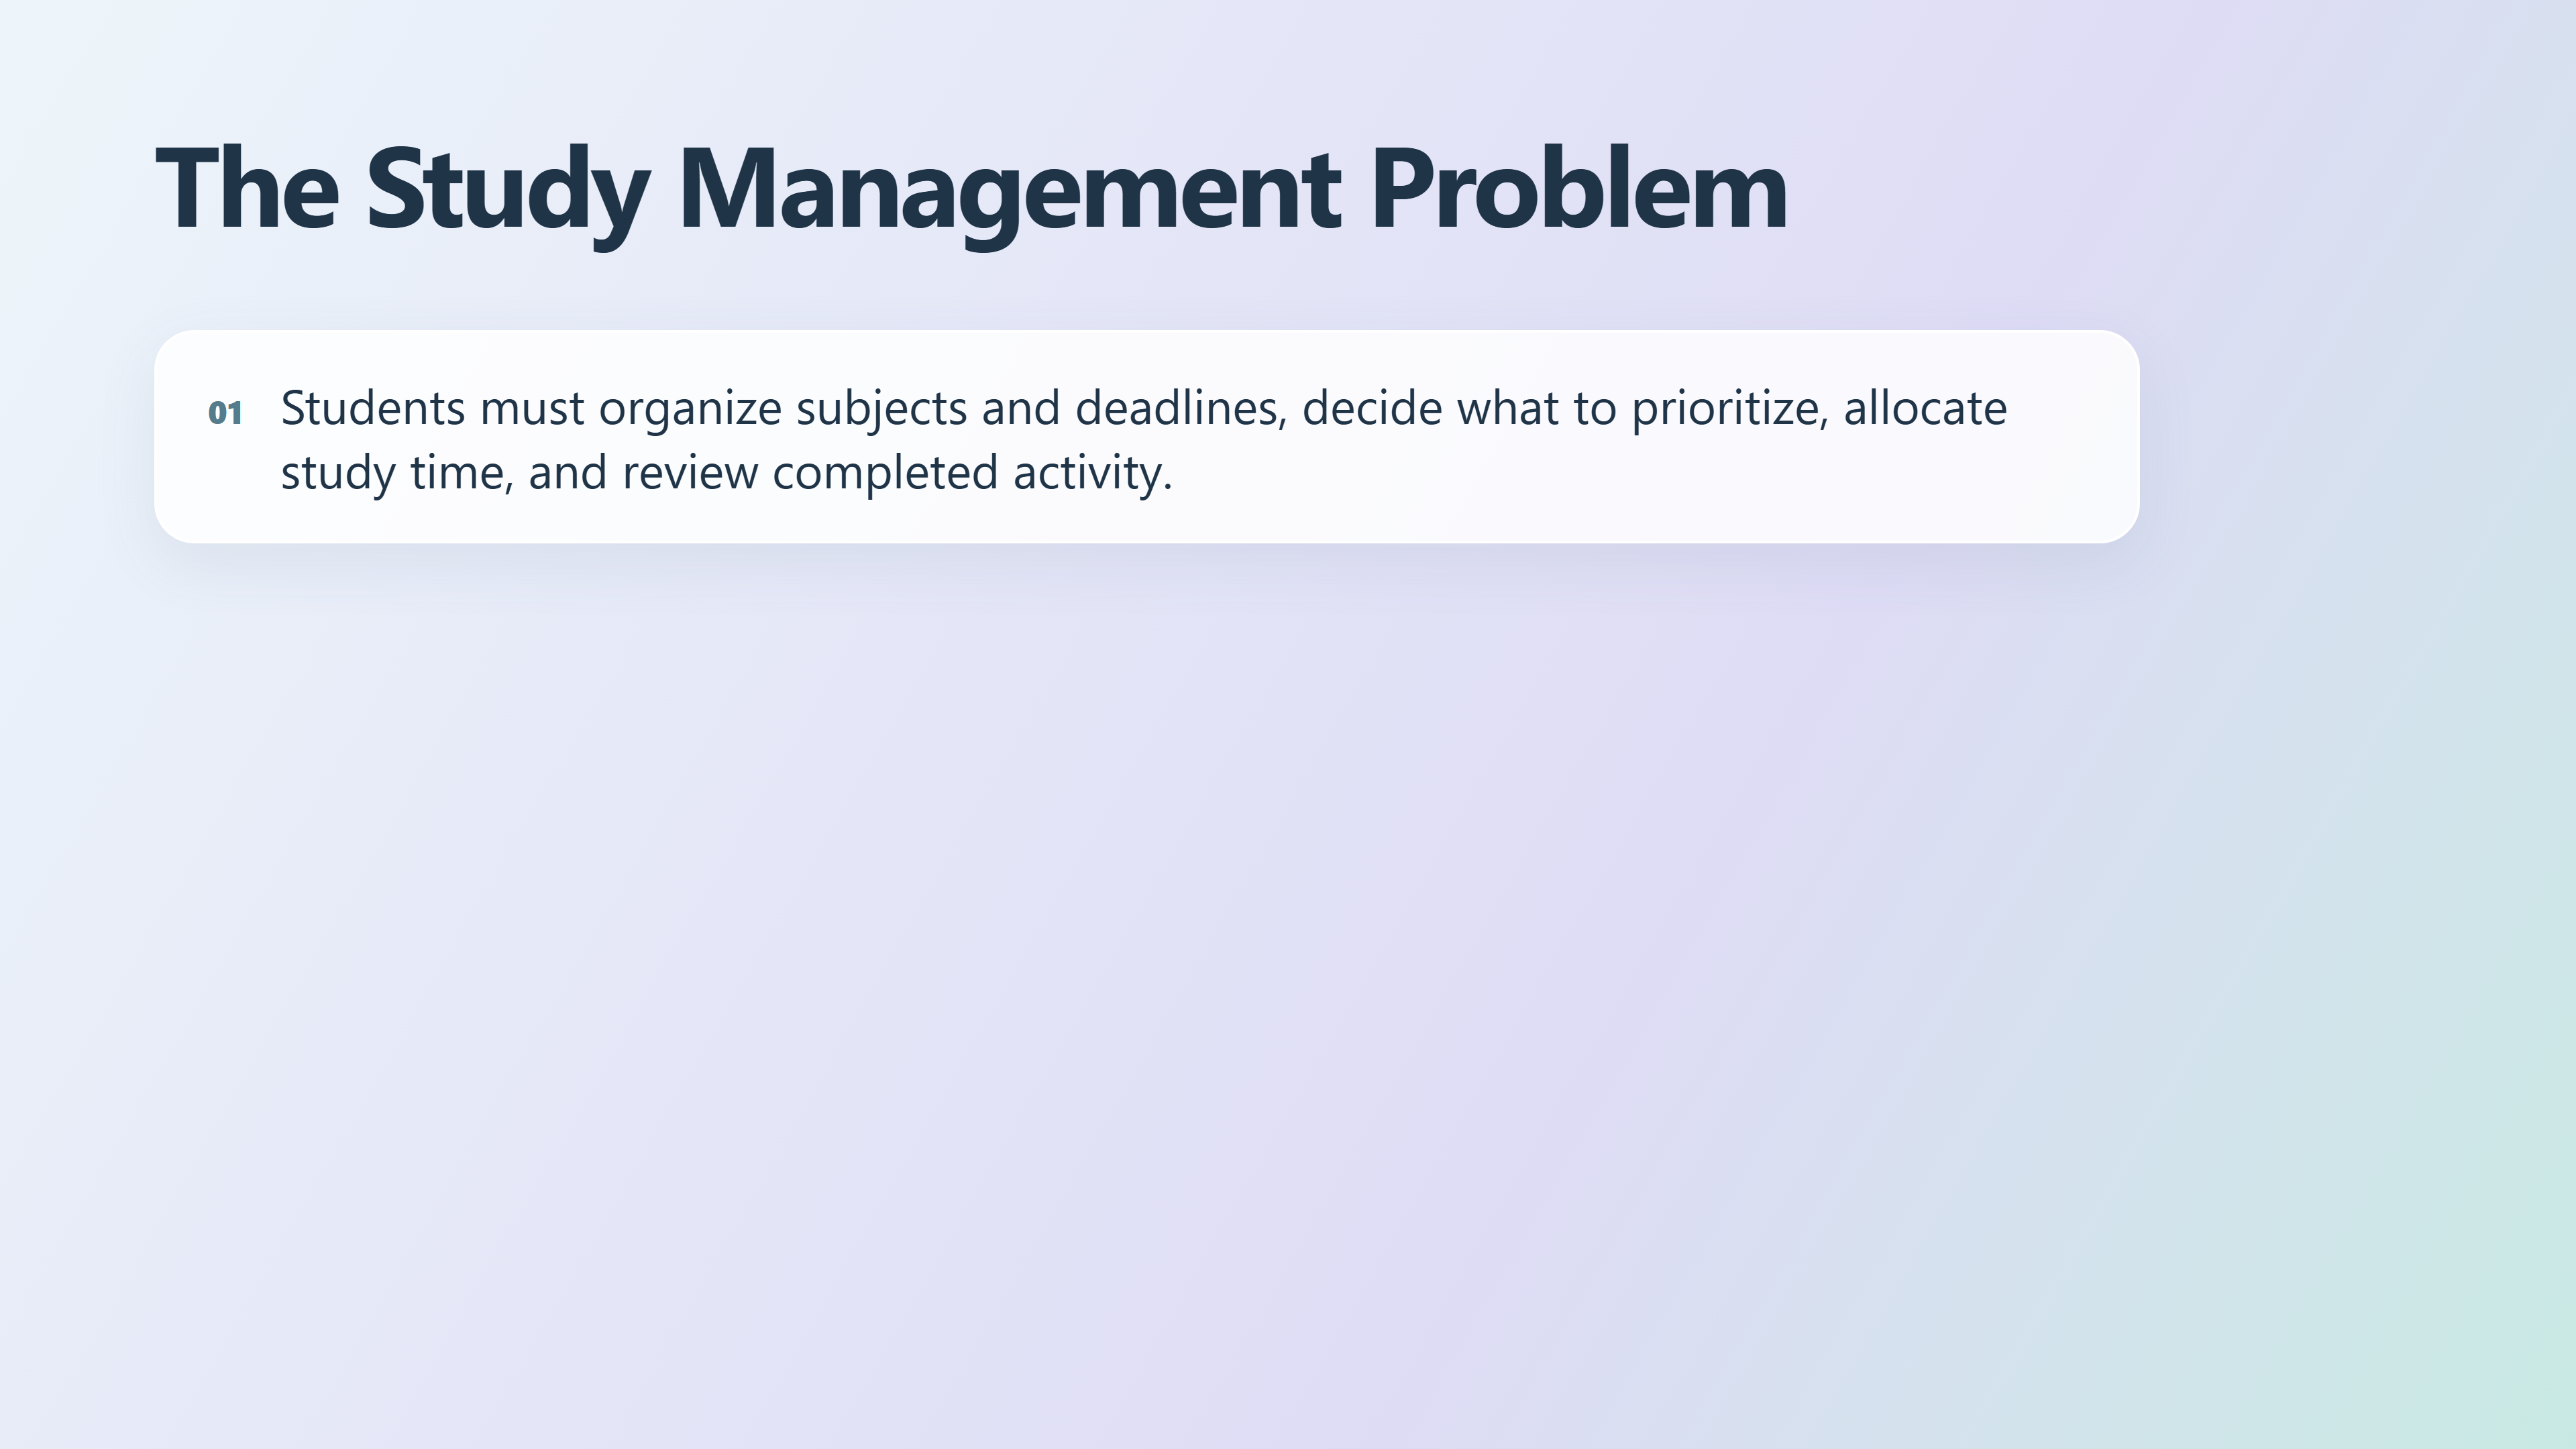 The Study Management Problem
01 Students must organize subjects and deadlines, decide what to prioritize, allocate
study time, and review completed activity.